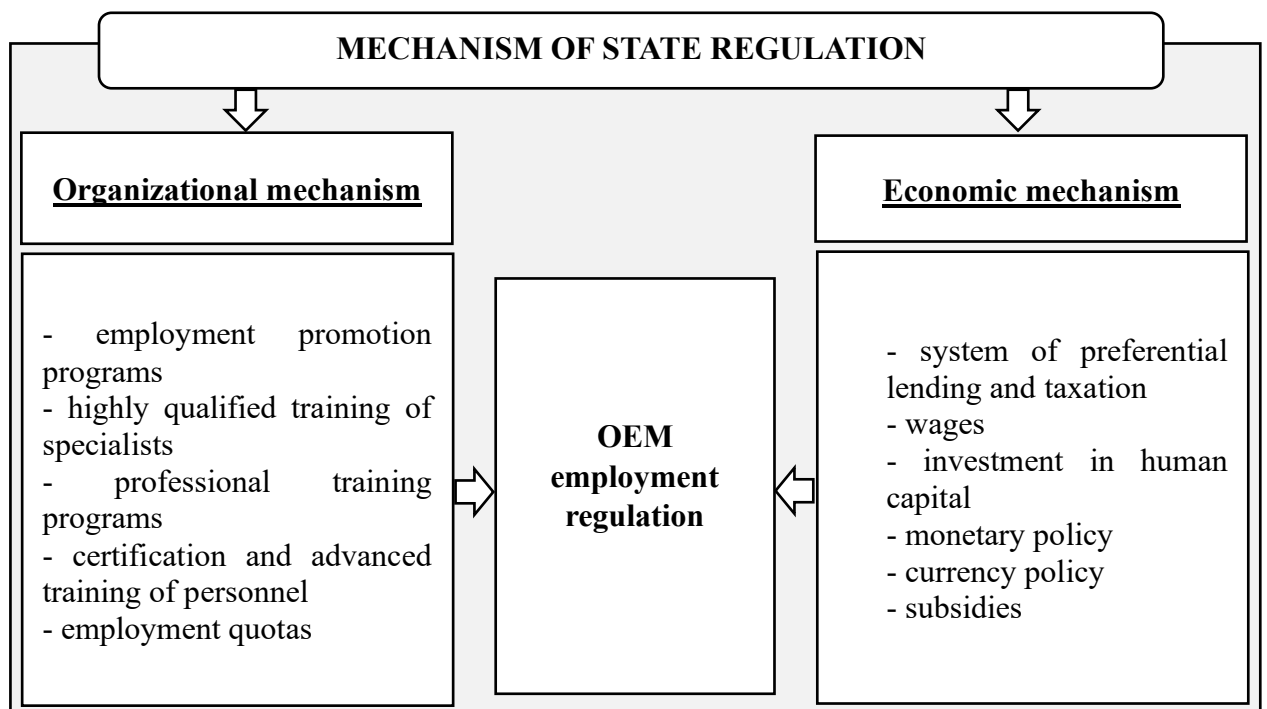 MECHANISM OF STATE REGULATION
Organizational mechanism
- employment promotion
programs
- highly qualified training of
specialists
- professional training
programs
- certification and advanced
training of personnel
- employment quotas
OEM
employment
regulation
Economic mechanism
- system of preferential
lending and taxation
- wages
- investment in human
capital
- monetary policy
- currency policy
- subsidies